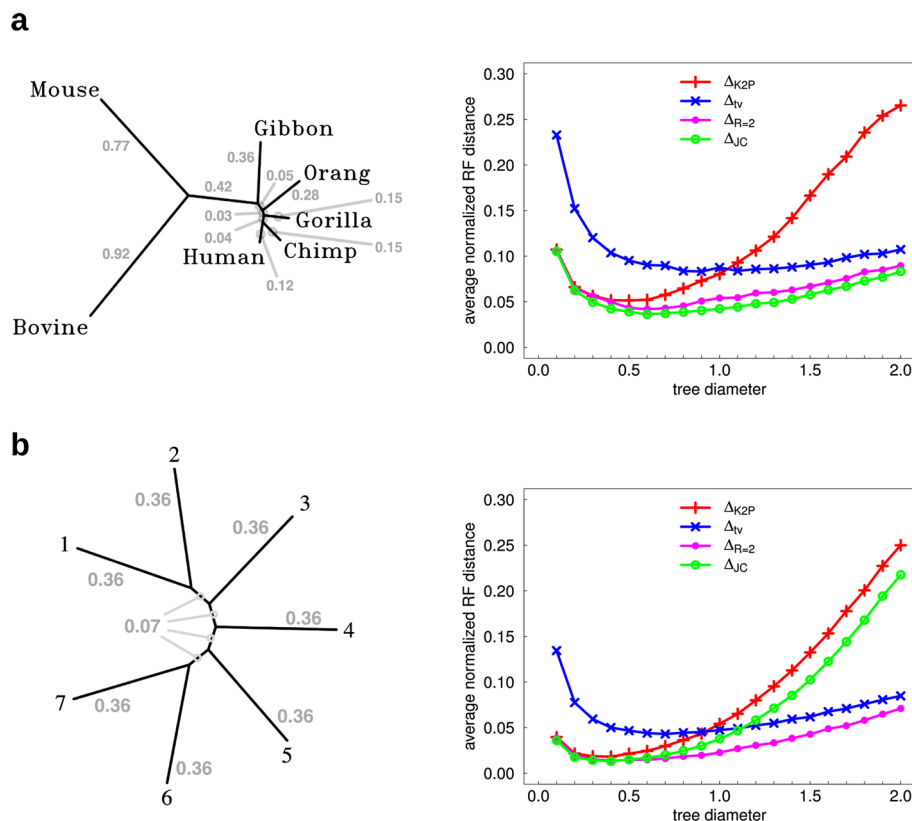 a
Mouse
Gibbon
Orang
Gorilla
Chimp
Human
Bovine
0.77
0.36
0.05
0.42
0.28
0.15
0.03
0.04
0.15
0.92
0.12
average normalized RF distance
0.30
0.25
0.20
0.15
0.10
0.05
0.00
ΔK2P
Δtv
ΔR=2
ΔJC
0.0 0.5 1.0 1.5 2.0
tree diameter
b
2
0.36
3
0.36
1
0.36
0.07
0.36
4
7
0.36
0.36
5
0.36
6
average normalized RF distance
0.30
0.25
0.20
0.15
0.10
0.05
0.00
ΔK2P
Δtv
ΔR=2
ΔJC
0.0 0.5 1.0 1.5 2.0
tree diameter